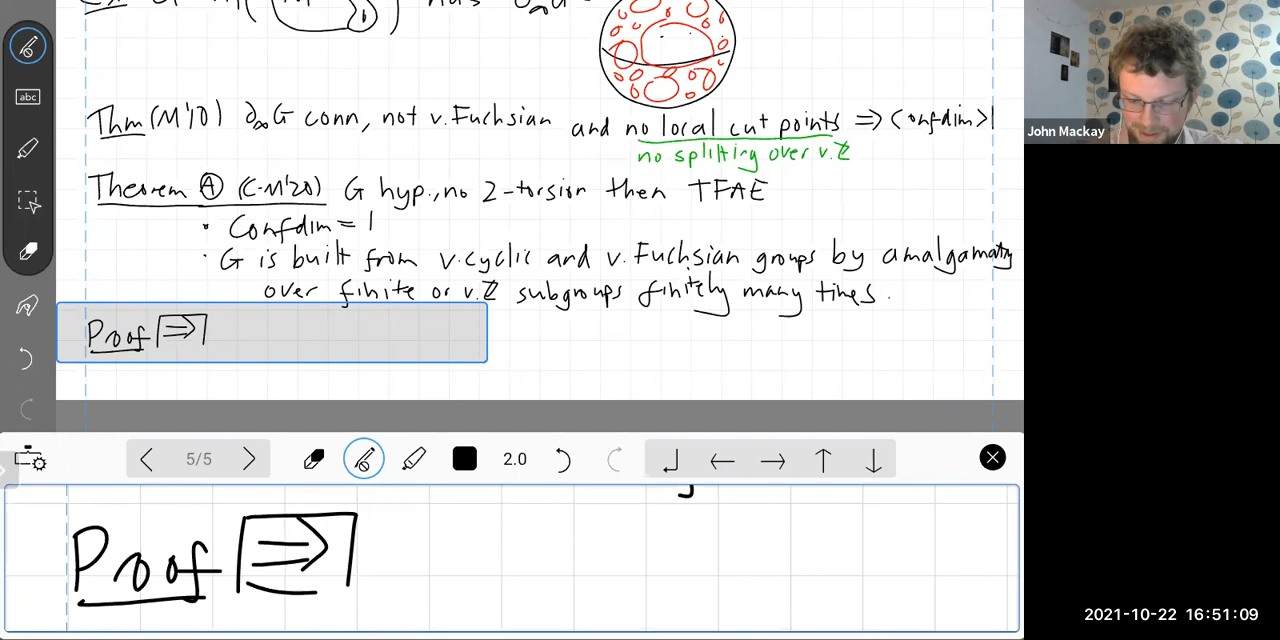 has ∂∞G
Thm (M'10) ∂∞G conn, not v.Fuchsian and no local cut points ⇒ Confdim>1
no splitting over v.ℤ
Theorem Ⓐ (C-M'20) G hyp., no 2-torsion then TFAE
· Confdim = 1
· G is built from v.cyclic and v.Fuchsian groups by amalgamating
over finite or v.ℤ subgroups finitely many times.
Proof ⇒
John Mackay
abc
5/5
2.0
Proof ⇒
2021-10-22 16:51:09